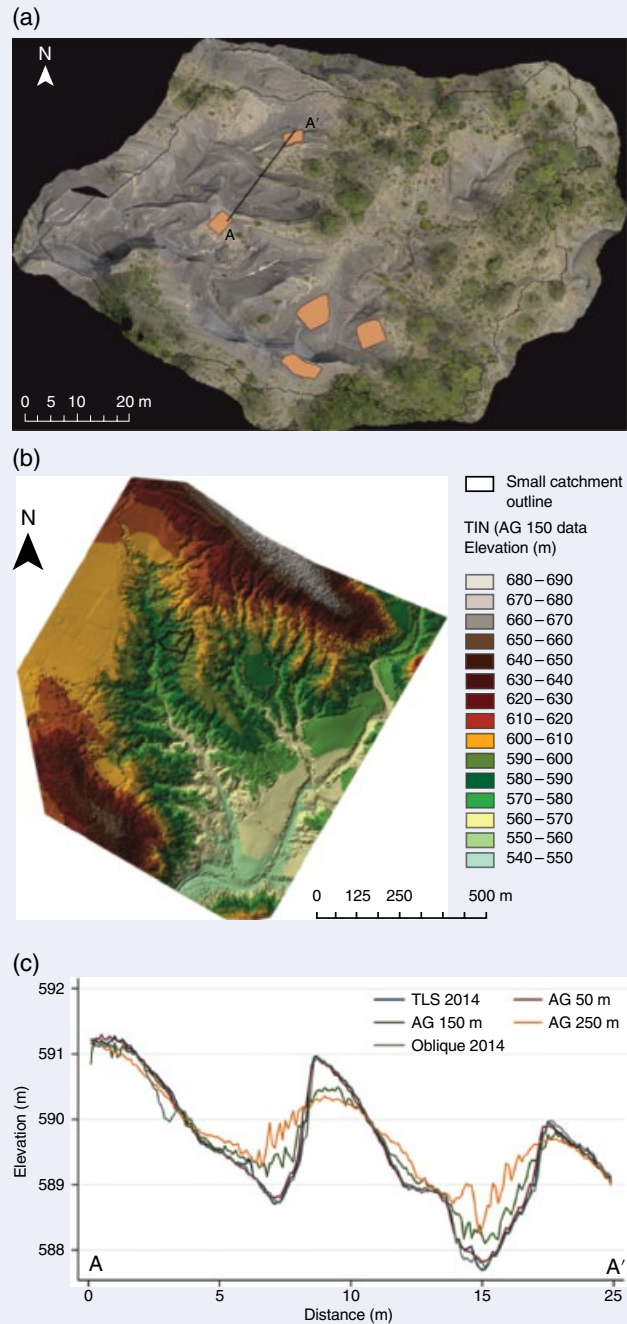 (a)
N
A′
A
0 5 10 20 m
(b)
N
Small catchment
outline
TIN (AG 150 data
Elevation (m)
680–690
670–680
660–670
650–660
640–650
630–640
620–630
610–620
600–610
590–600
580–590
570–580
560–570
550–560
540–550
0 125 250 500 m
(c)
592
TLS 2014 AG 50 m
AG 150 m AG 250 m
Oblique 2014
591
590
589
588
Elevation (m)
A A′
0 5 10 15 20 25
Distance (m)